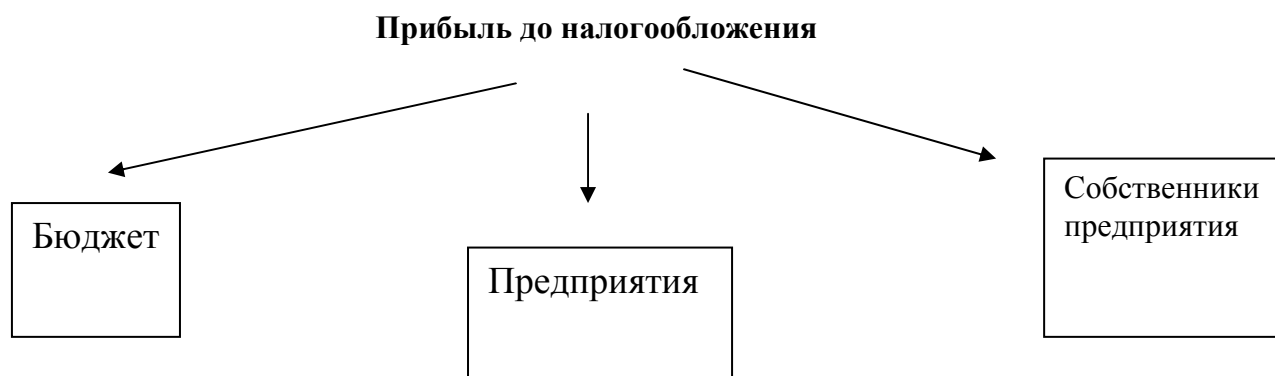 Прибыль до налогообложения
Бюджет
Предприятия
Собственники
предприятия